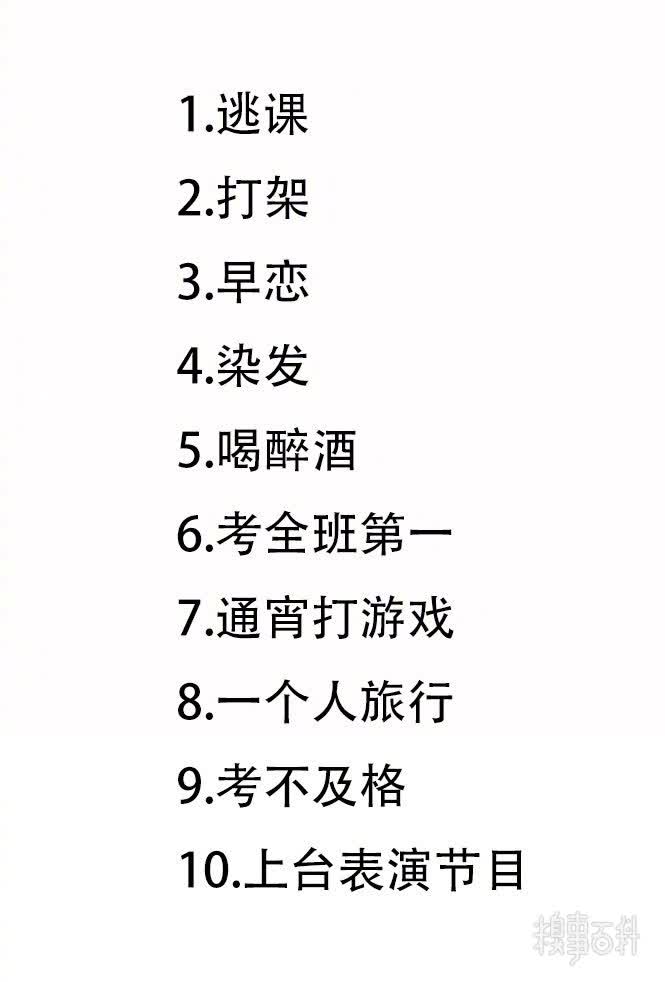 1.逃课
2.打架
3.早恋
4.染发
5.喝醉酒
6.考全班第一
7.通宵打游戏
8.一个人旅行
9.考不及格
10.上台表演节目
糗事百科